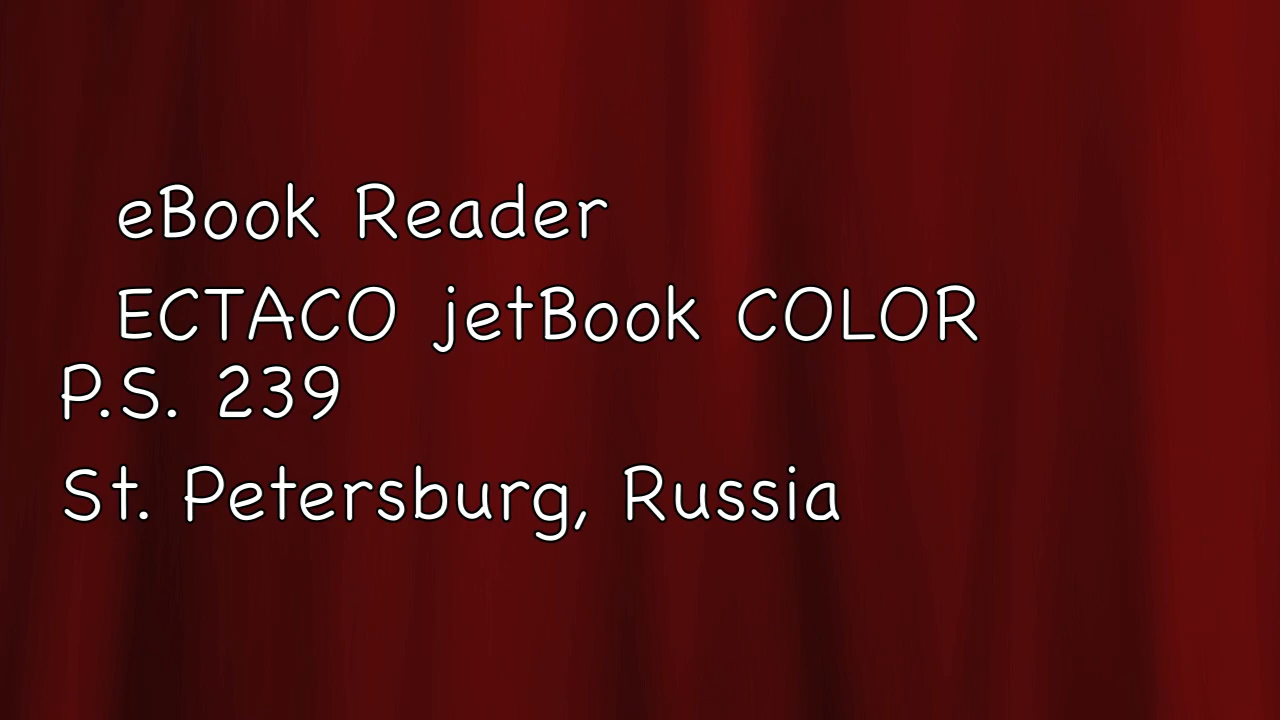 eBook Reader
ECTACO jetBook COLOR
P.S. 239
St. Petersburg, Russia